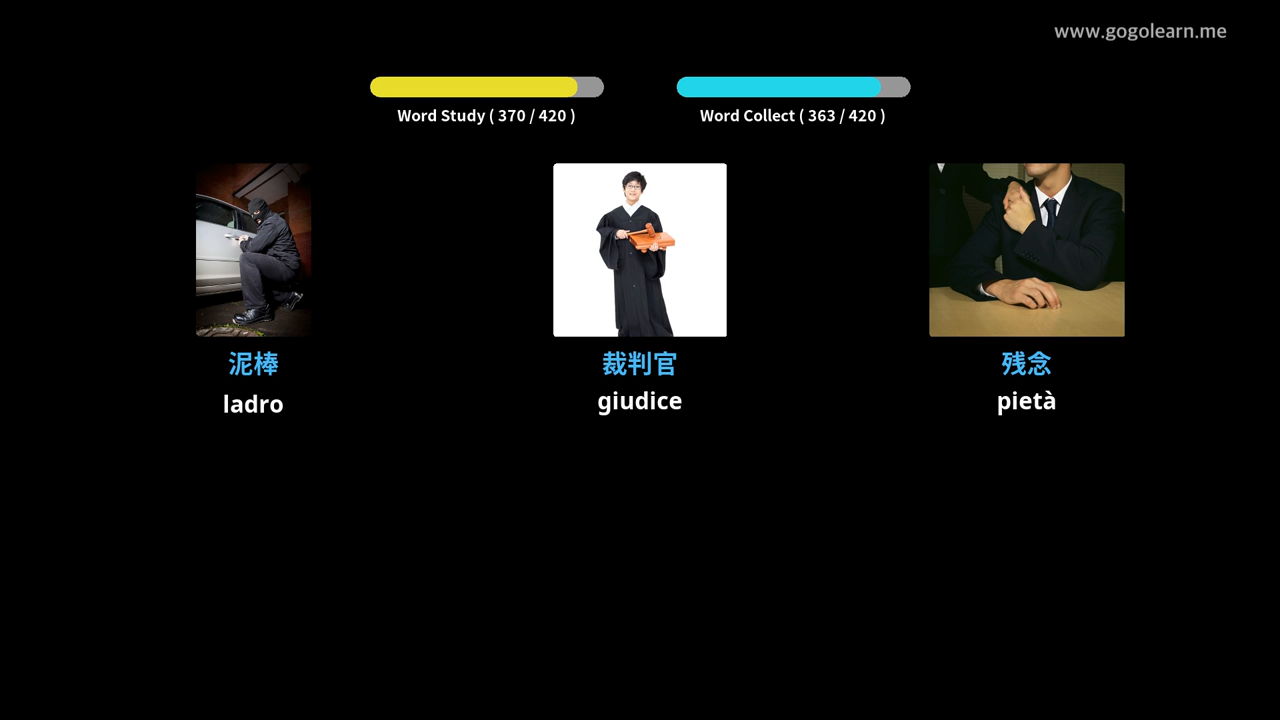 www.gogolearn.me
Word Study ( 370 / 420 )
Word Collect ( 363 / 420 )
泥棒
裁判官
残念
ladro
giudice
pietà